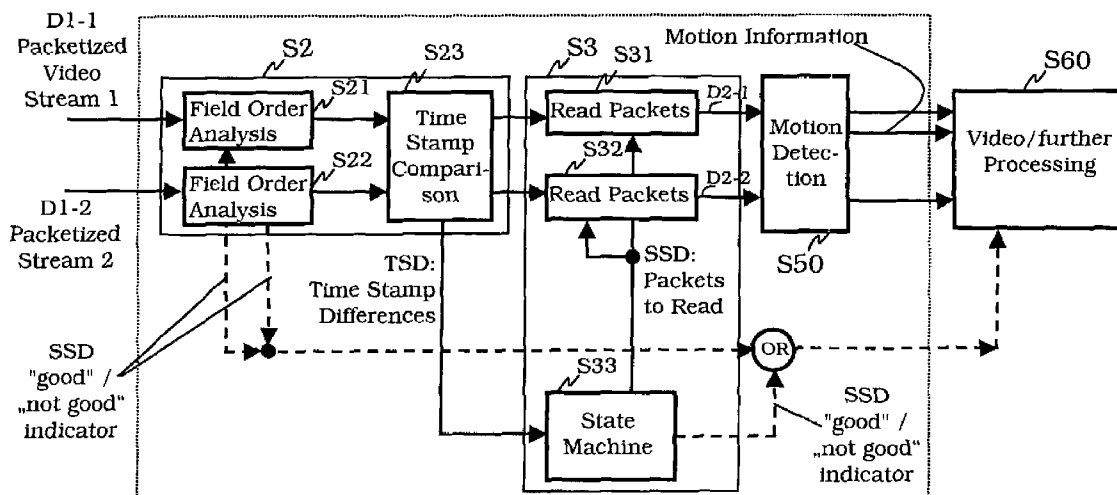 D1-1
Packetized
Video
Stream 1
S2
S23
S21
Field Order
Analysis
S22
Field Order
Analysis
Time
Stamp
Compari-
son
D1-2
Packetized
Stream 2
S3
S31
Read Packets
S32
Read Packets
D2-1
D2-2
Motion Information
Motion
Detec-
tion
S50
S60
Video/further
Processing
TSD:
Time Stamp
Differences
SSD:
Packets
to Read
SSD
"good" /
„not good"
indicator
OR
S33
State
Machine
SSD
"good" /
„not good"
indicator